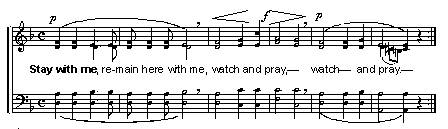 p f p
Stay with me, re-main here with me, watch and pray,— watch— and pray.—